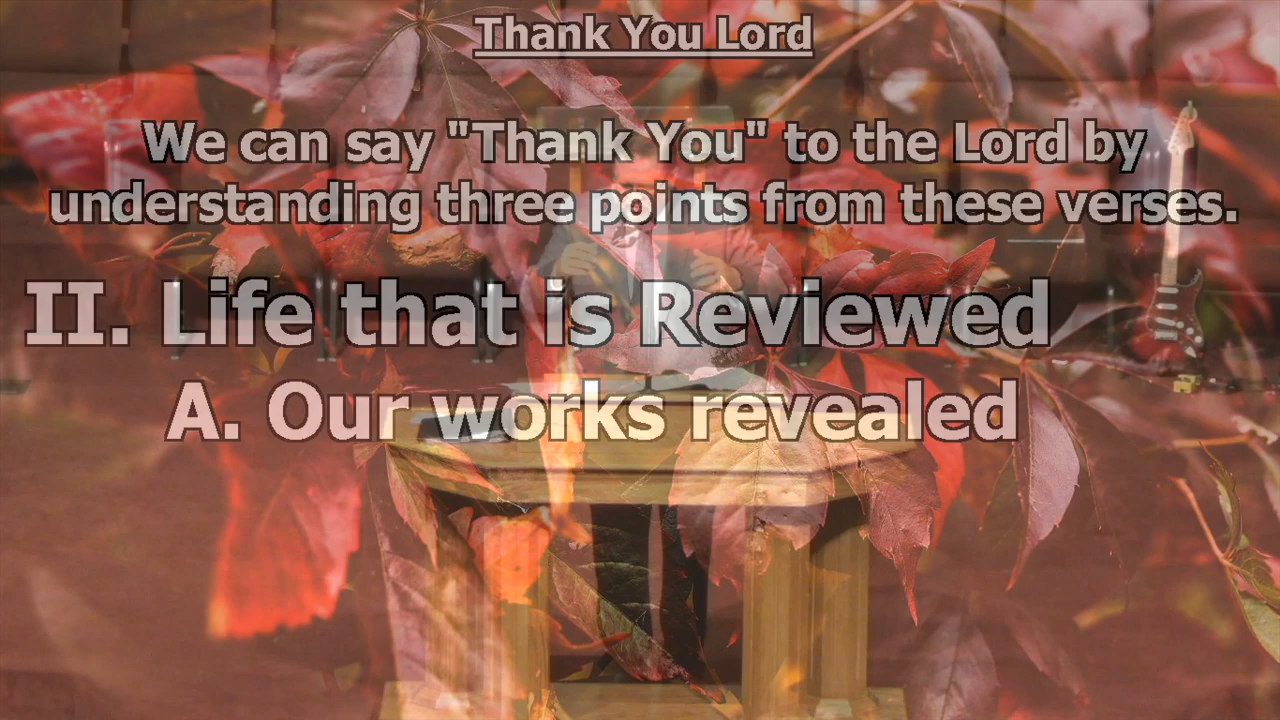 Thank You Lord
We can say "Thank You" to the Lord by
understanding three points from these verses.
II. Life that is Reviewed
A. Our works revealed